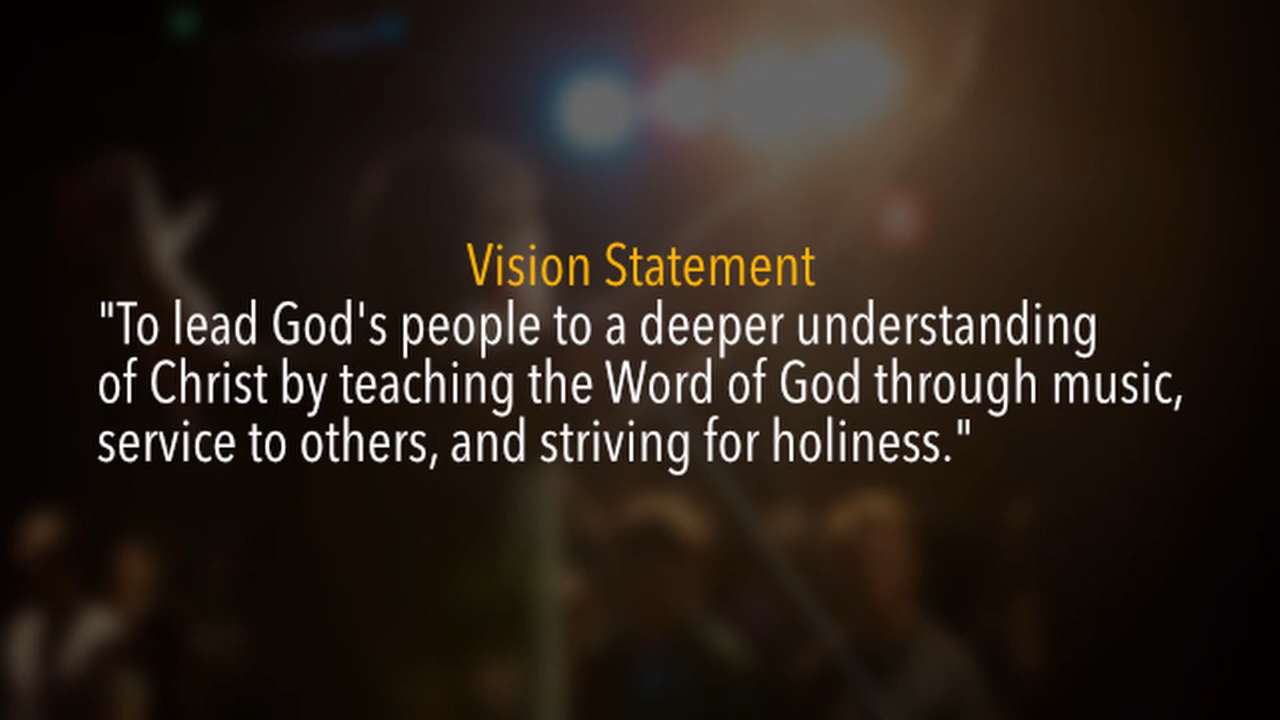 Vision Statement
"To lead God's people to a deeper understanding
of Christ by teaching the Word of God through music,
service to others, and striving for holiness."